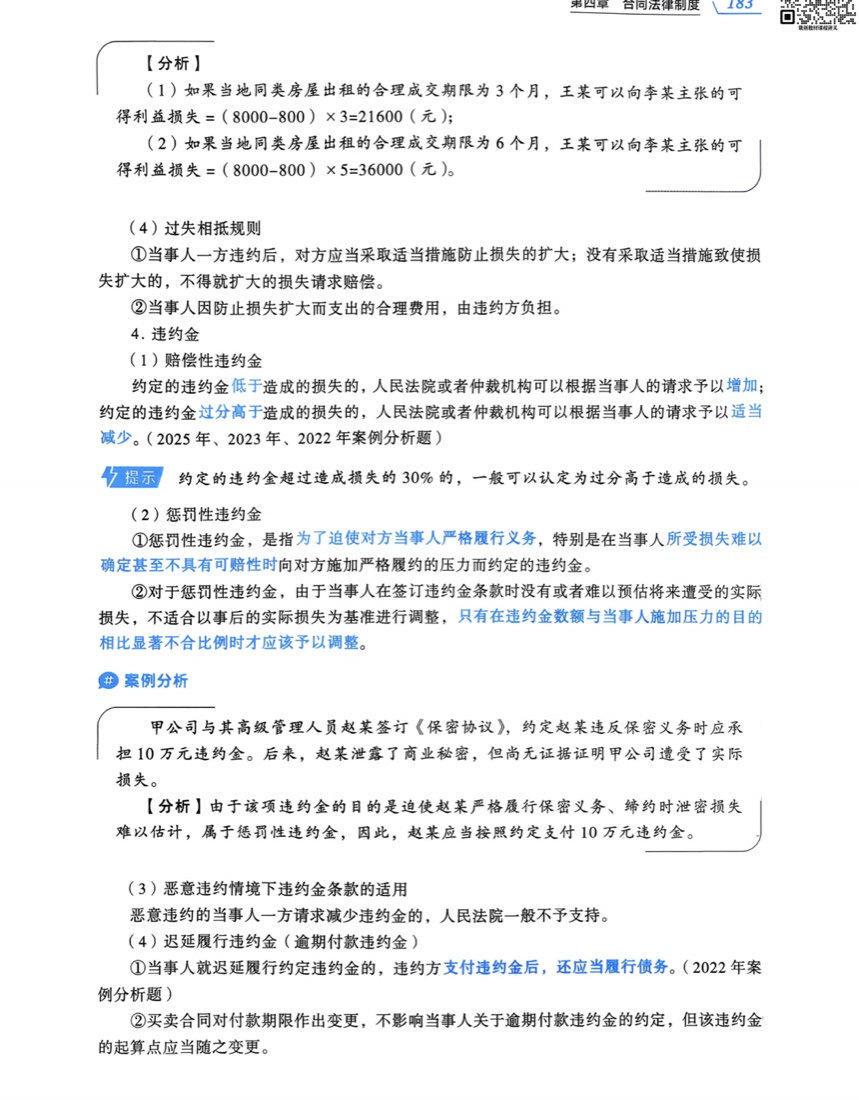 第四章 合同法律制度 183
【分析】
（1）如果当地同类房屋出租的合理成交期限为 3 个月，王某可以向李某主张的可
得利益损失 =（8000-800）×3=21600（元）；
（2）如果当地同类房屋出租的合理成交期限为 6 个月，王某可以向李某主张的可
得利益损失 =（8000-800）×5=36000（元）。
（4）过失相抵规则
①当事人一方违约后，对方应当采取适当措施防止损失的扩大；没有采取适当措施致使损
失扩大的，不得就扩大的损失请求赔偿。
②当事人因防止损失扩大而支出的合理费用，由违约方负担。
4. 违约金
（1）赔偿性违约金
约定的违约金低于造成的损失的，人民法院或者仲裁机构可以根据当事人的请求予以增加；
约定的违约金过分高于造成的损失的，人民法院或者仲裁机构可以根据当事人的请求予以适当
减少。（2025 年、2023 年、2022 年案例分析题）
提示 约定的违约金超过造成损失的 30% 的，一般可以认定为过分高于造成的损失。
（2）惩罚性违约金
①惩罚性违约金，是指为了迫使对方当事人严格履行义务，特别是在当事人所受损失难以
确定甚至不具有可赔性时向对方施加严格履约的压力而约定的违约金。
②对于惩罚性违约金，由于当事人在签订违约金条款时没有或者难以预估将来遭受的实际
损失，不适合以事后的实际损失为基准进行调整，只有在违约金数额与当事人施加压力的目的
相比显著不合比例时才应该予以调整。
# 案例分析
甲公司与其高级管理人员赵某签订《保密协议》，约定赵某违反保密义务时应承
担 10 万元违约金。后来，赵某泄露了商业秘密，但尚无证据证明甲公司遭受了实际
损失。
【分析】由于该项违约金的目的是迫使赵某严格履行保密义务、缔约时泄密损失
难以估计，属于惩罚性违约金，因此，赵某应当按照约定支付 10 万元违约金。
（3）恶意违约情境下违约金条款的适用
恶意违约的当事人一方请求减少违约金的，人民法院一般不予支持。
（4）迟延履行违约金（逾期付款违约金）
①当事人就迟延履行约定违约金的，违约方支付违约金后，还应当履行债务。（2022 年案
例分析题）
②买卖合同对付款期限作出变更，不影响当事人关于逾期付款违约金的约定，但该违约金
的起算点应当随之变更。